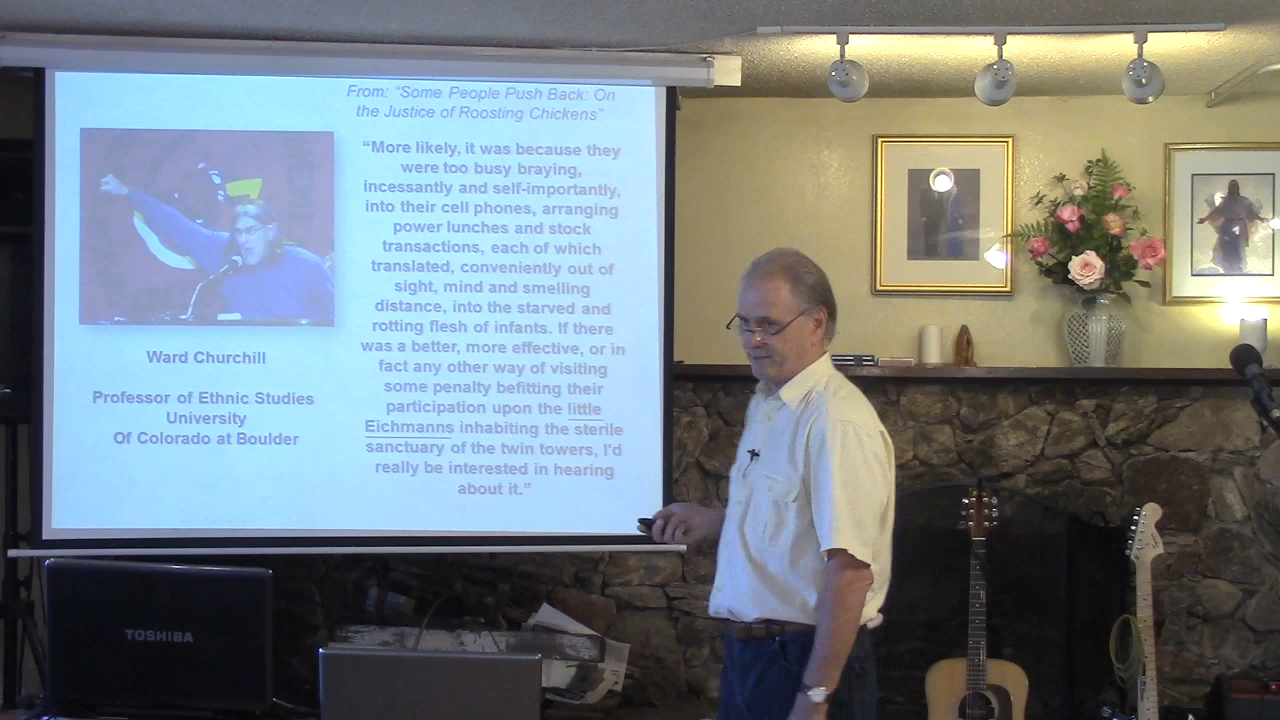 From: “Some People Push Back: On
the Justice of Roosting Chickens”
“More likely, it was because they
were too busy braying,
incessantly and self-importantly,
into their cell phones, arranging
power lunches and stock
transactions, each of which
translated, conveniently out of
sight, mind and smelling
distance, into the starved and
rotting flesh of infants. If there
was a better, more effective, or in
fact any other way of visiting
some penalty befitting their
participation upon the little
Eichmanns inhabiting the sterile
sanctuary of the twin towers, I'd
really be interested in hearing
about it.”
Ward Churchill
Professor of Ethnic Studies
University
Of Colorado at Boulder
TOSHIBA